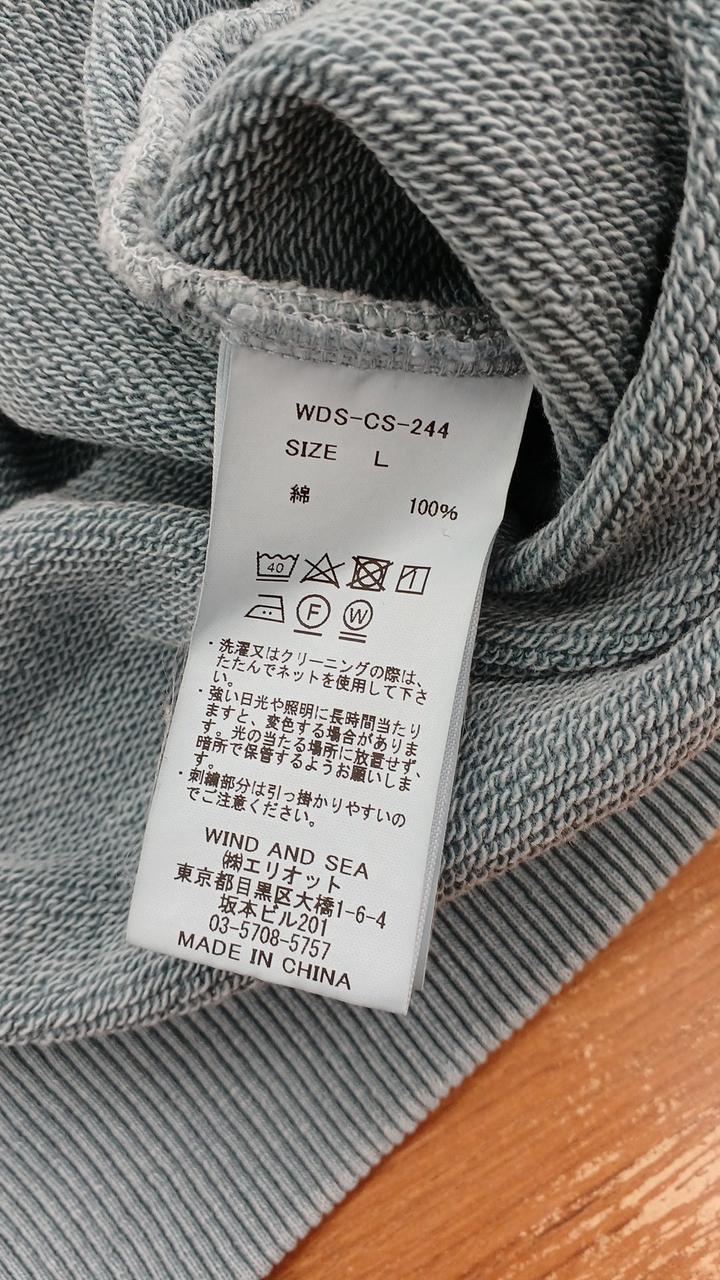 WDS-CS-244
SIZE L
綿 100%
40
F W
・洗濯又はクリーニングの際は、
たたんでネットを使用して下さ
い。
・強い日光や照明に長時間当たり
ますと、変色する場合がありま
す。光の当たる場所に放置せず、
暗所で保管するようお願いしま
す。
・刺繍部分は引っ掛かりやすいの
でご注意ください。
WIND AND SEA
㈱エリオット
東京都目黒区大橋1-6-4
坂本ビル201
03-5708-5757
MADE IN CHINA